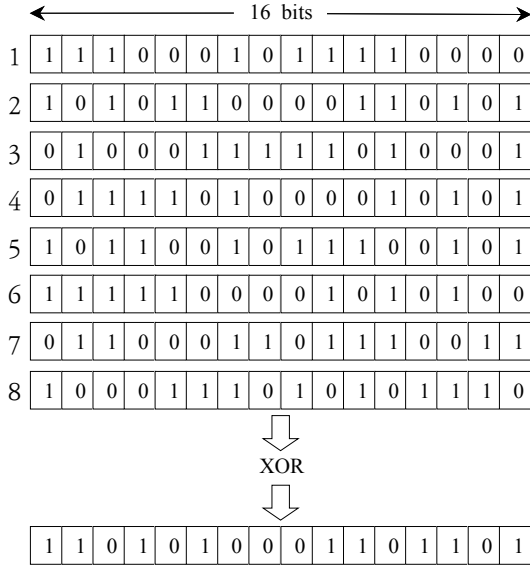 16 bits
1 1 1 1 0 0 0 1 0 1 1 1 1 0 0 0 0
2 1 0 1 0 1 1 0 0 0 0 1 1 0 1 0 1
3 0 1 0 0 0 1 1 1 1 1 0 1 0 0 0 1
4 0 1 1 1 1 0 1 0 0 0 0 1 0 1 0 1
5 1 0 1 1 0 0 1 0 1 1 1 0 0 1 0 1
6 1 1 1 1 1 0 0 0 0 1 0 1 0 1 0 0
7 0 1 1 0 0 0 1 1 0 1 1 1 0 0 1 1
8 1 0 0 0 1 1 1 0 1 0 1 0 1 1 1 0
XOR
1 1 0 1 0 1 0 0 0 1 1 0 1 1 0 1